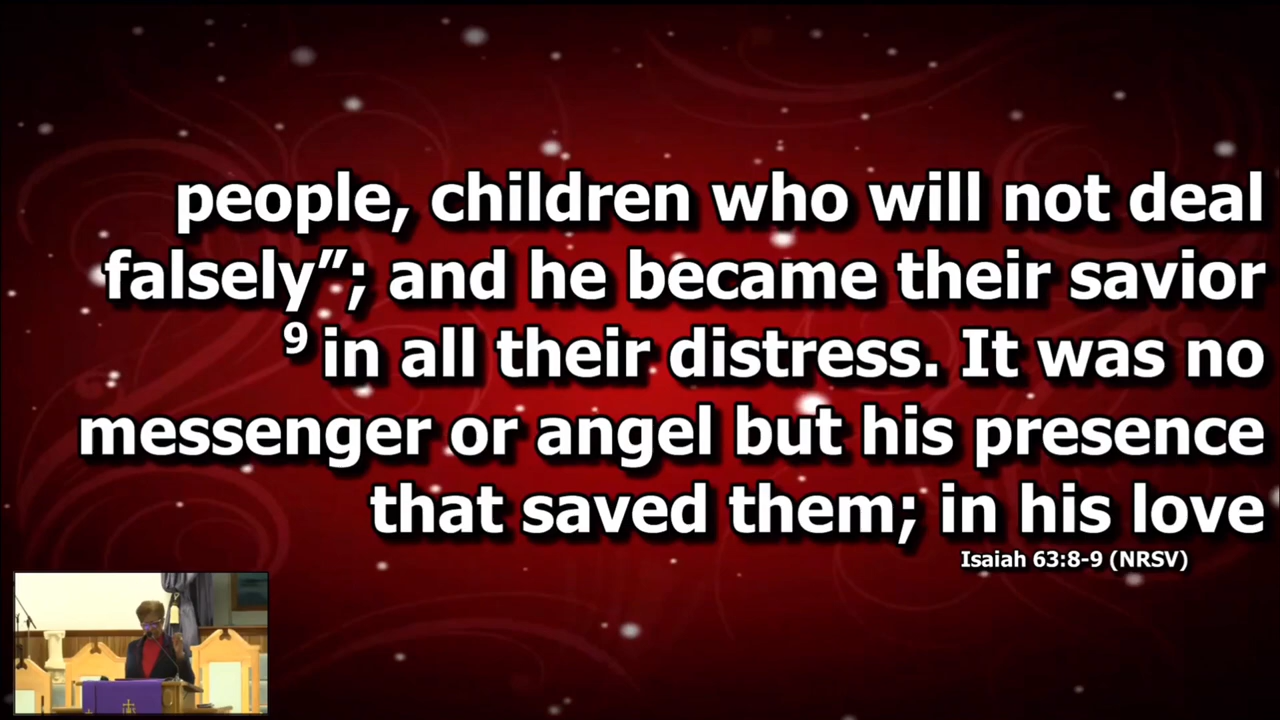 people, children who will not deal
falsely”; and he became their savior
9 in all their distress. It was no
messenger or angel but his presence
that saved them; in his love
Isaiah 63:8-9 (NRSV)